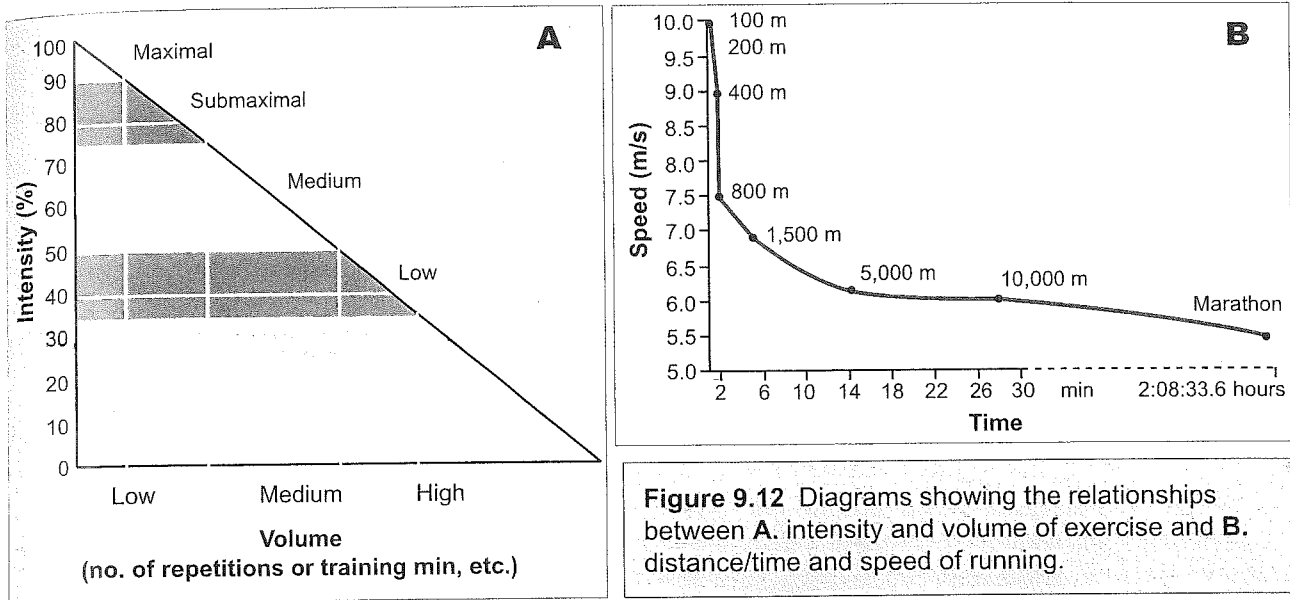 A
100
90
80
70
60
50
40
30
20
10
0
Intensity (%)
Maximal
Submaximal
Medium
Low
Low Medium High
Volume
(no. of repetitions or training min, etc.)
B
10.0
9.5
9.0
8.5
8.0
7.5
7.0
6.5
6.0
5.5
5.0
Speed (m/s)
100 m
200 m
400 m
800 m
1,500 m
5,000 m
10,000 m
Marathon
2 6 10 14 18 22 26 30 min 2:08:33.6 hours
Time
Figure 9.12 Diagrams showing the relationships
between A. intensity and volume of exercise and B.
distance/time and speed of running.